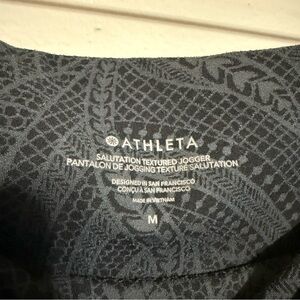 ATHLETA
SALUTATION TEXTURED JOGGER
PANTALON DE JOGGING TEXTURE SALUTATION
DESIGNED IN SAN FRANCISCO
CONÇU À SAN FRANCISCO
MADE IN VIETNAM
M